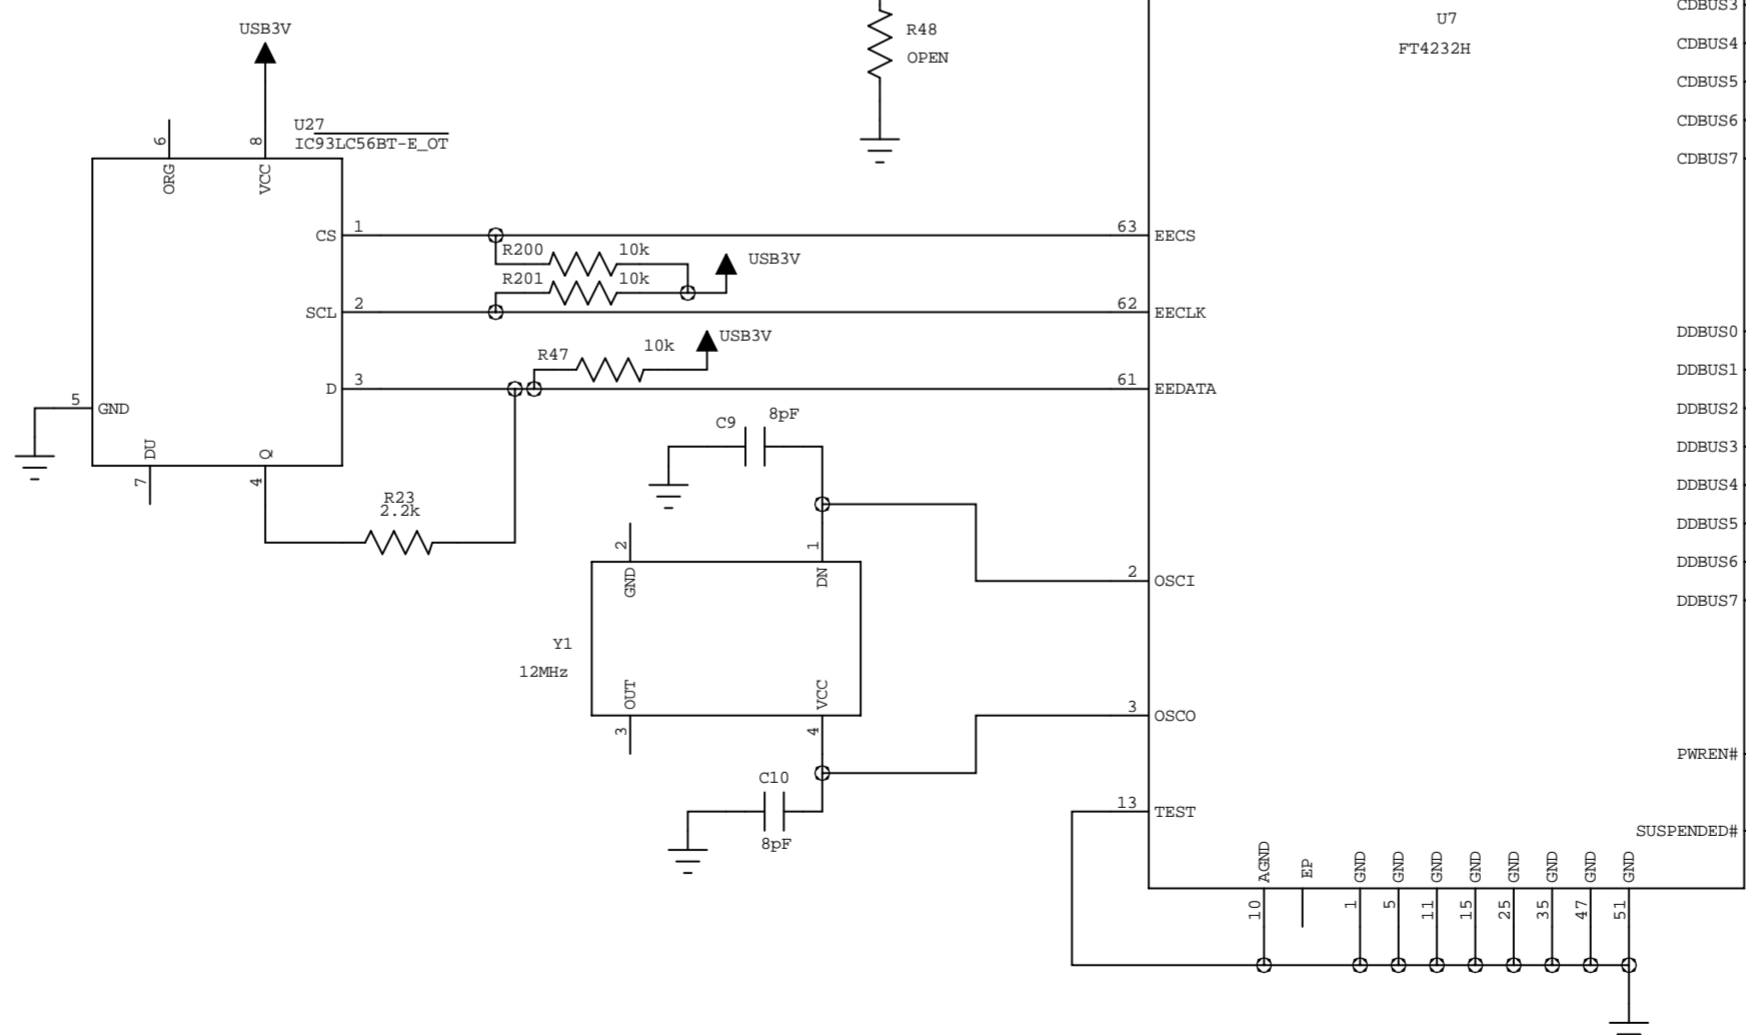 CDBUS3
U7
FT4232H
CDBUS4
CDBUS5
CDBUS6
CDBUS7
R48
OPEN
USB3V
U27
IC93LC56BT-E_OT
6
8
ORG
VCC
CS
1
63
EECS
R200
10k
R201
10k
USB3V
SCL
2
62
EECLK
USB3V
R47
10k
D
3
61
EEDATA
5
GND
DU
Q
7
4
R23
2.2k
C9
8pF
DDBUS0
DDBUS1
DDBUS2
DDBUS3
DDBUS4
DDBUS5
DDBUS6
DDBUS7
2
1
GND
DN
2
OSCI
Y1
12MHz
OUT
VCC
3
4
3
OSCO
C10
8pF
PWREN#
13
TEST
SUSPENDED#
AGND
EP
GND
GND
GND
GND
GND
GND
GND
GND
10
1
5
11
15
25
35
47
51